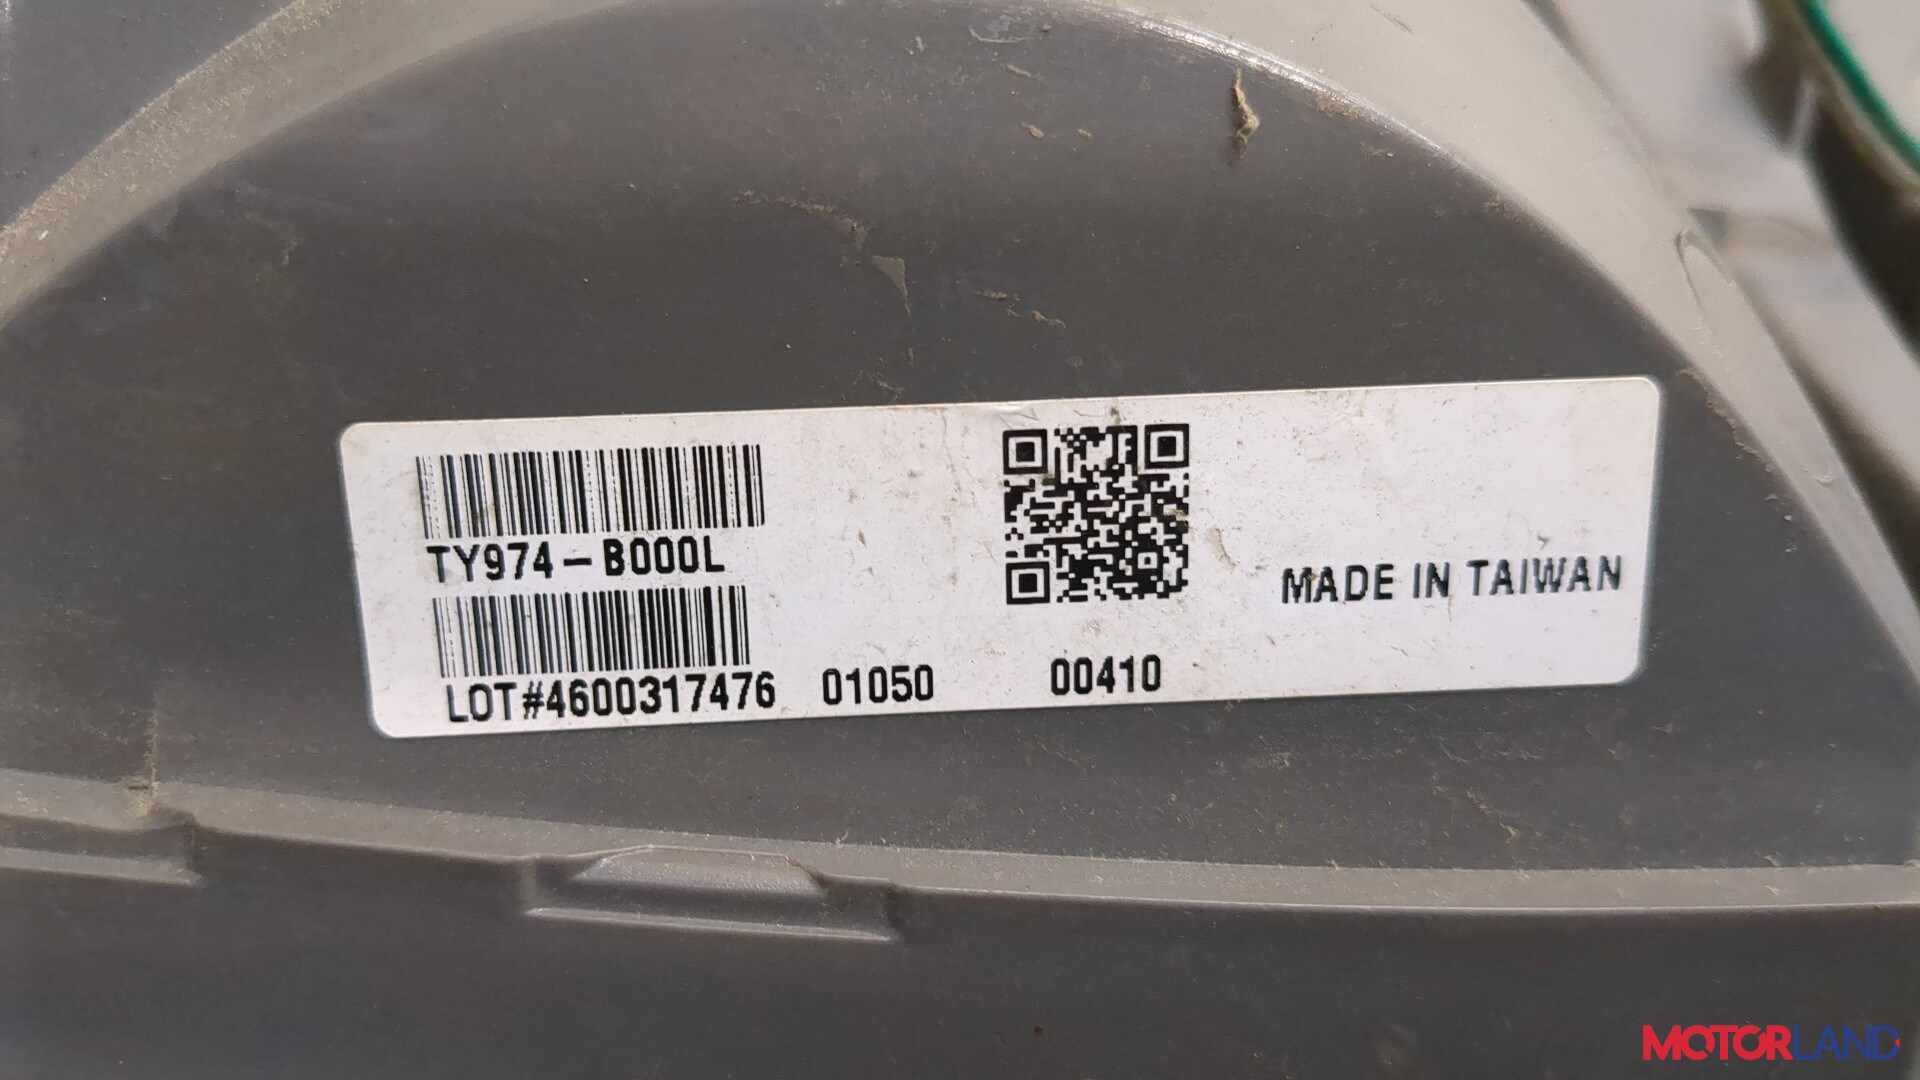 TY974-B000L
LOT#4600317476 01050 00410
MADE IN TAIWAN
MOTORLAND